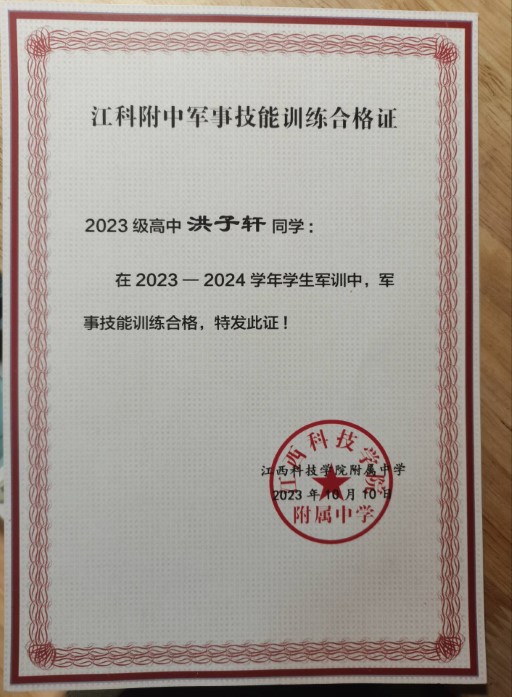 江科附中军事技能训练合格证
2023 级高中 洪子轩 同学：
在 2023 — 2024 学年学生军训中，军
事技能训练合格，特发此证！
江西科技学院
江西科技学院附属中学
2023 年 10 月 10 日
附属中学